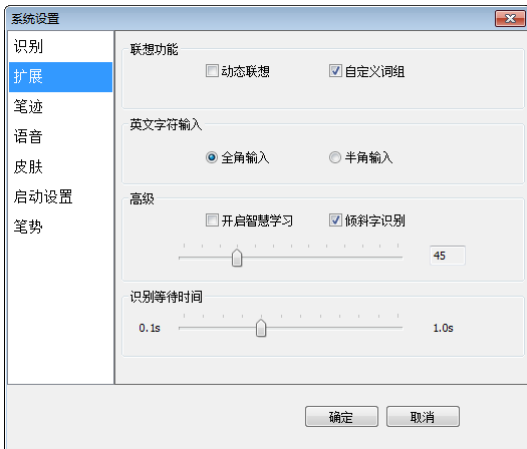 系统设置
识别
扩展
笔迹
语音
皮肤
启动设置
笔势
联想功能
动态联想 自定义词组
英文字符输入
全角输入 半角输入
高级
开启智慧学习 倾斜字识别
45
识别等待时间
0.1s 1.0s
确定 取消